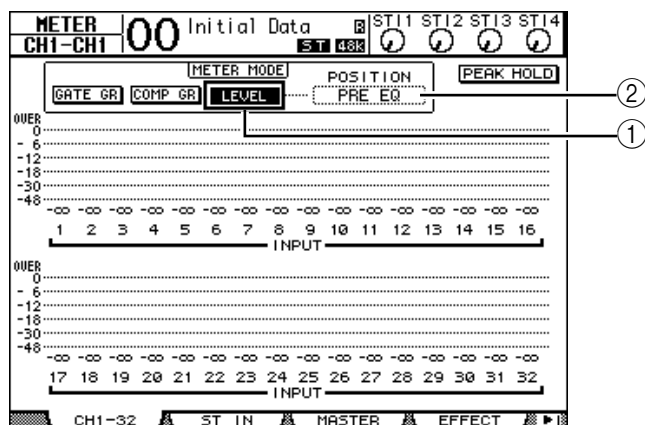 METER
CH1-CH1
00 Initial Data R
ST 48K
STI1 STI2 STI3 STI4
METER MODE
POSITION
PEAK HOLD
GATE GR COMP GR LEVEL PRE EQ
②
①
OVER
0
- 6
-12
-18
-30
-48
-∞ -∞ -∞ -∞ -∞ -∞ -∞ -∞ -∞ -∞ -∞ -∞ -∞ -∞ -∞ -∞
1 2 3 4 5 6 7 8 9 10 11 12 13 14 15 16
INPUT
OVER
0
- 6
-12
-18
-30
-48
-∞ -∞ -∞ -∞ -∞ -∞ -∞ -∞ -∞ -∞ -∞ -∞ -∞ -∞ -∞ -∞
17 18 19 20 21 22 23 24 25 26 27 28 29 30 31 32
INPUT
CH1-32 ST IN MASTER EFFECT